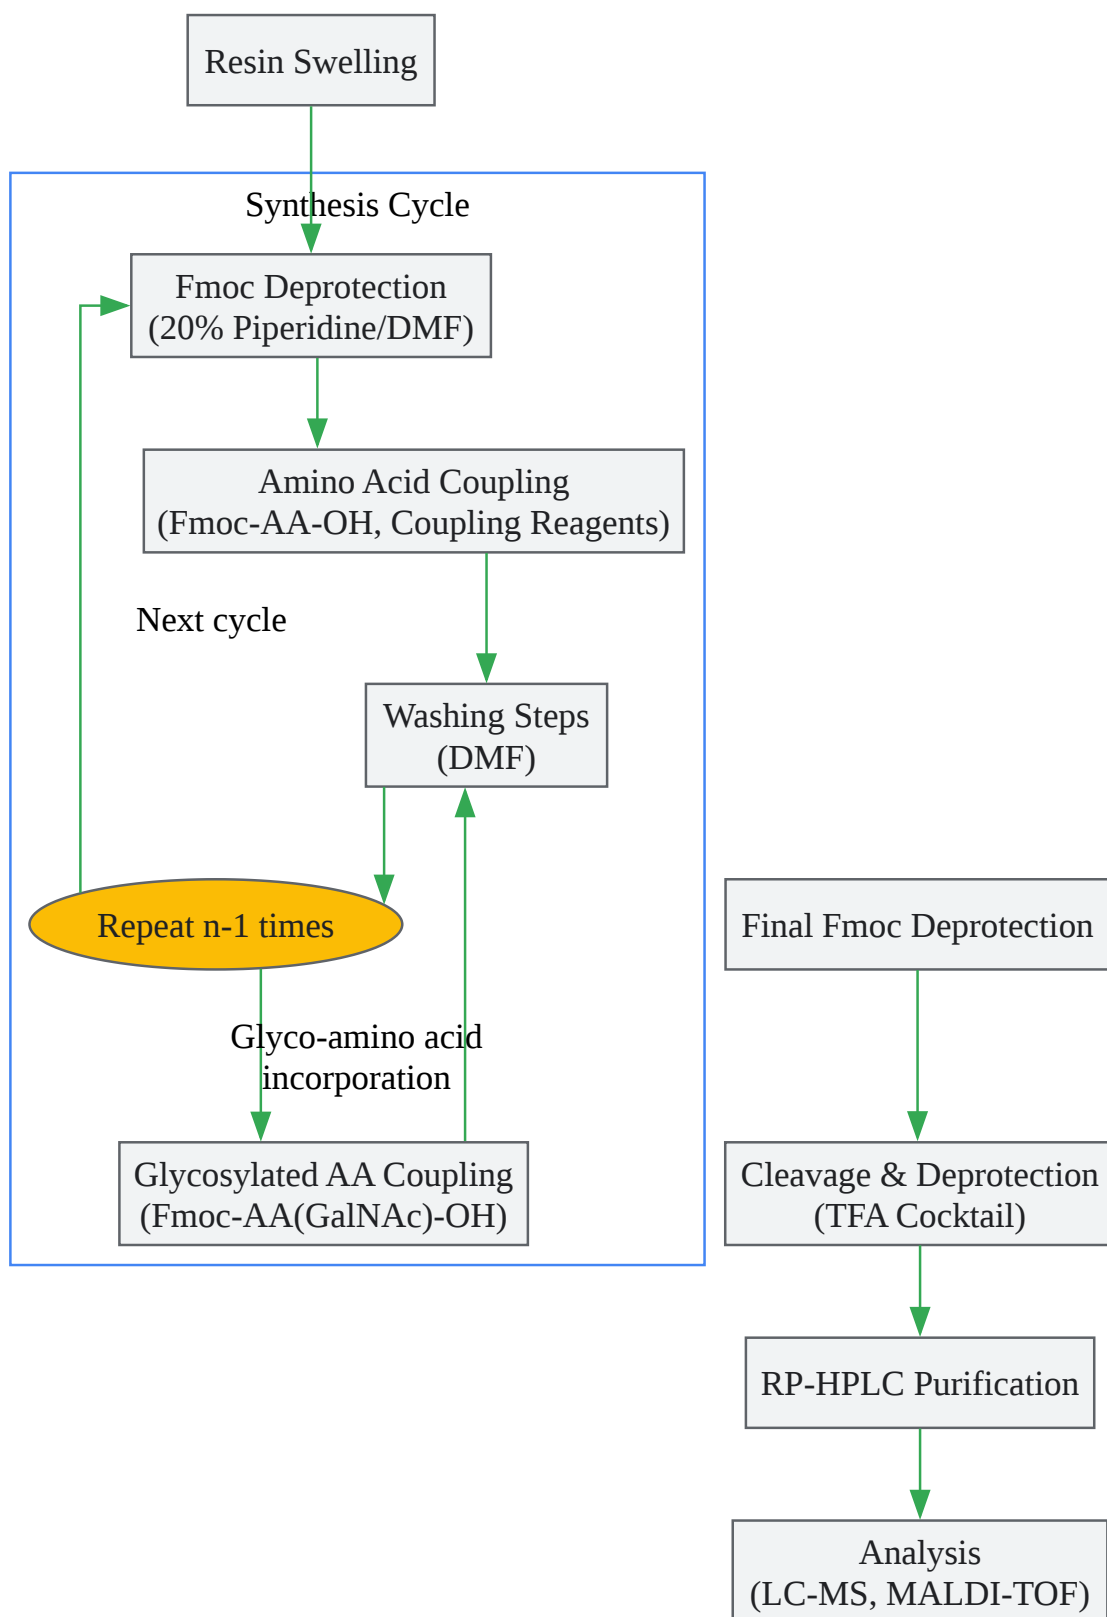 Resin Swelling
Synthesis Cycle
Fmoc Deprotection
(20% Piperidine/DMF)
Amino Acid Coupling
(Fmoc-AA-OH, Coupling Reagents)
Next cycle
Washing Steps
(DMF)
Repeat n-1 times
Final Fmoc Deprotection
Glyco-amino acid
incorporation
Glycosylated AA Coupling
(Fmoc-AA(GalNAc)-OH)
Cleavage & Deprotection
(TFA Cocktail)
RP-HPLC Purification
Analysis
(LC-MS, MALDI-TOF)